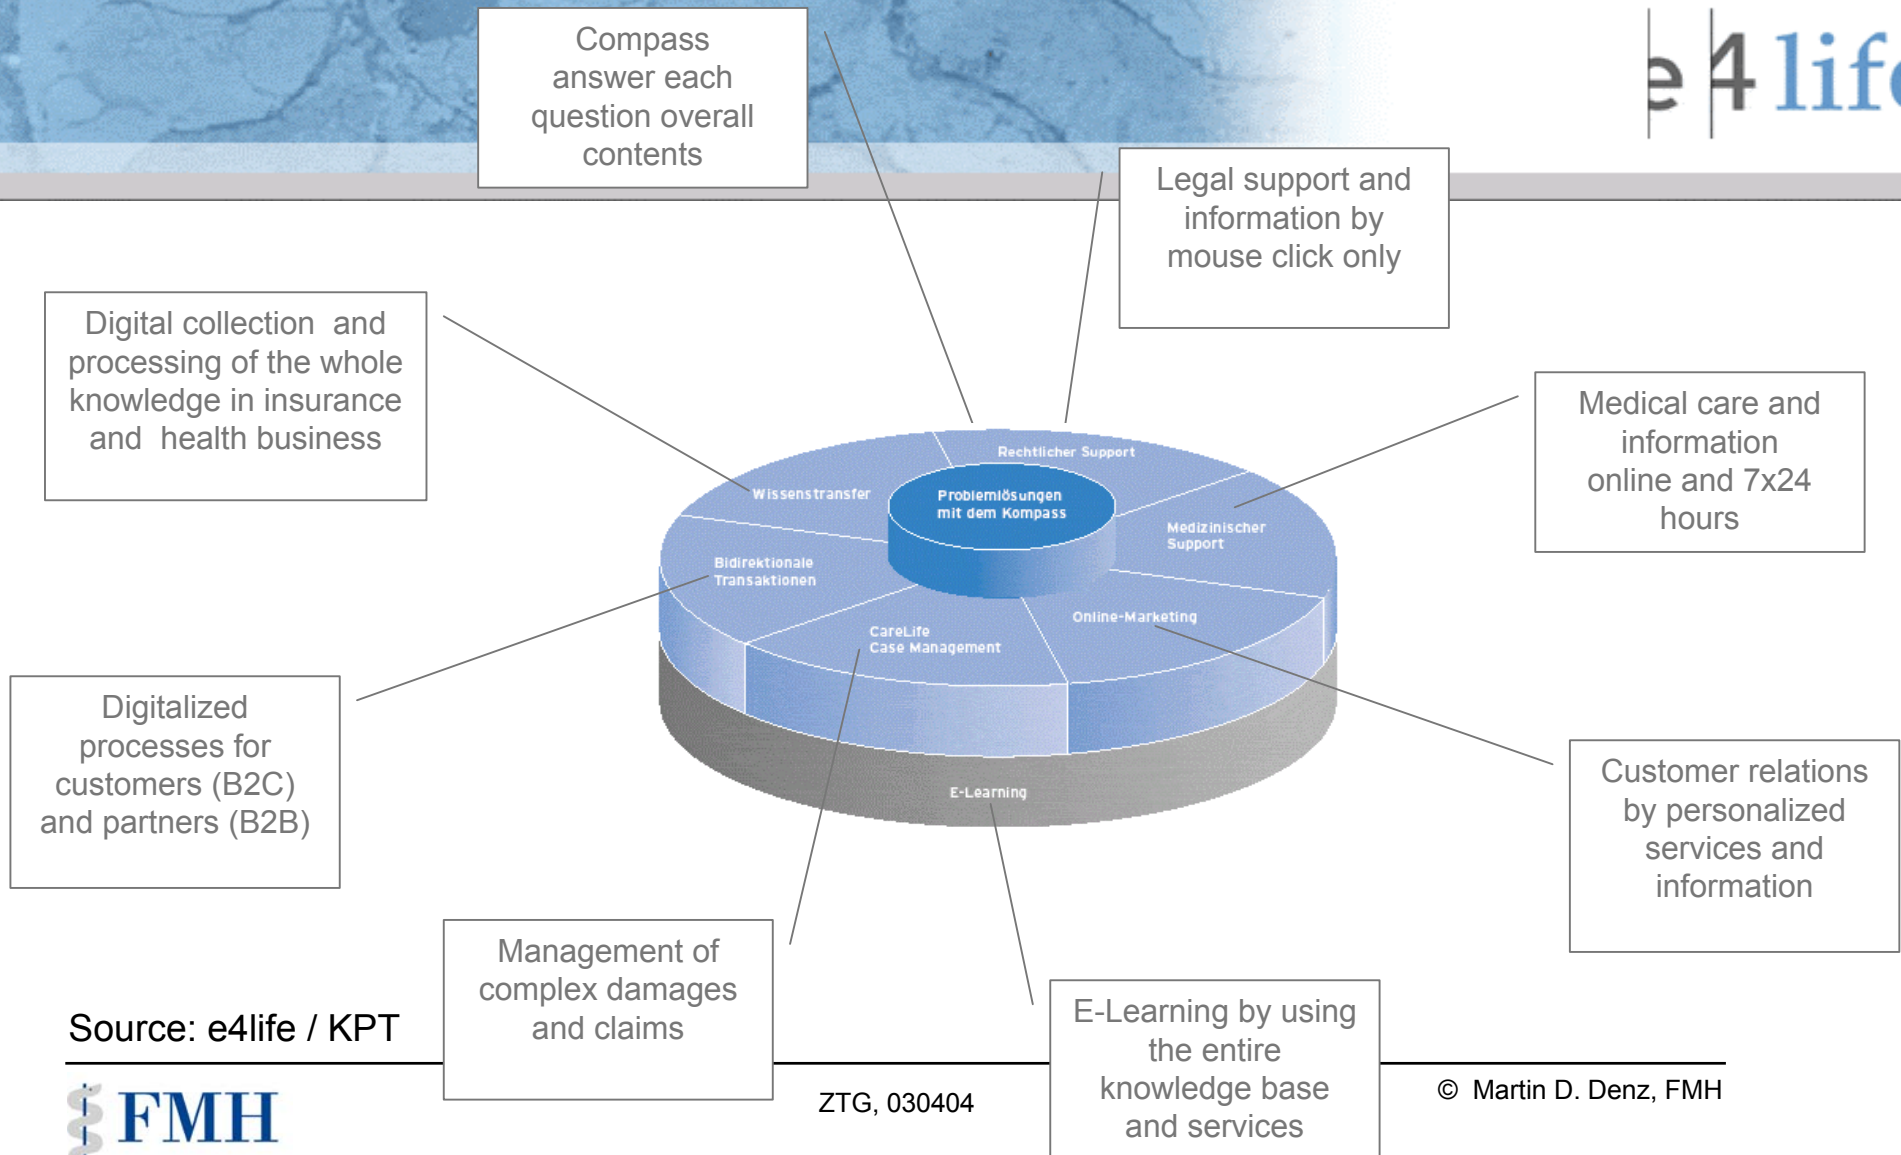 e 4 life
Compass
answer each
question overall
contents
Legal support and
information by
mouse click only
Digital collection and
processing of the whole
knowledge in insurance
and health business
Medical care and
information
online and 7x24
hours
Rechtlicher Support
Wissenstransfer
Problemlösungen
mit dem Kompass
Medizinischer
Support
Bidirektionale
Transaktionen
Online-Marketing
CareLife
Case Management
E-Learning
Digitalized
processes for
customers (B2C)
and partners (B2B)
Customer relations
by personalized
services and
information
Management of
complex damages
and claims
E-Learning by using
the entire
knowledge base
and services
Source: e4life / KPT
FMH
ZTG, 030404
© Martin D. Denz, FMH